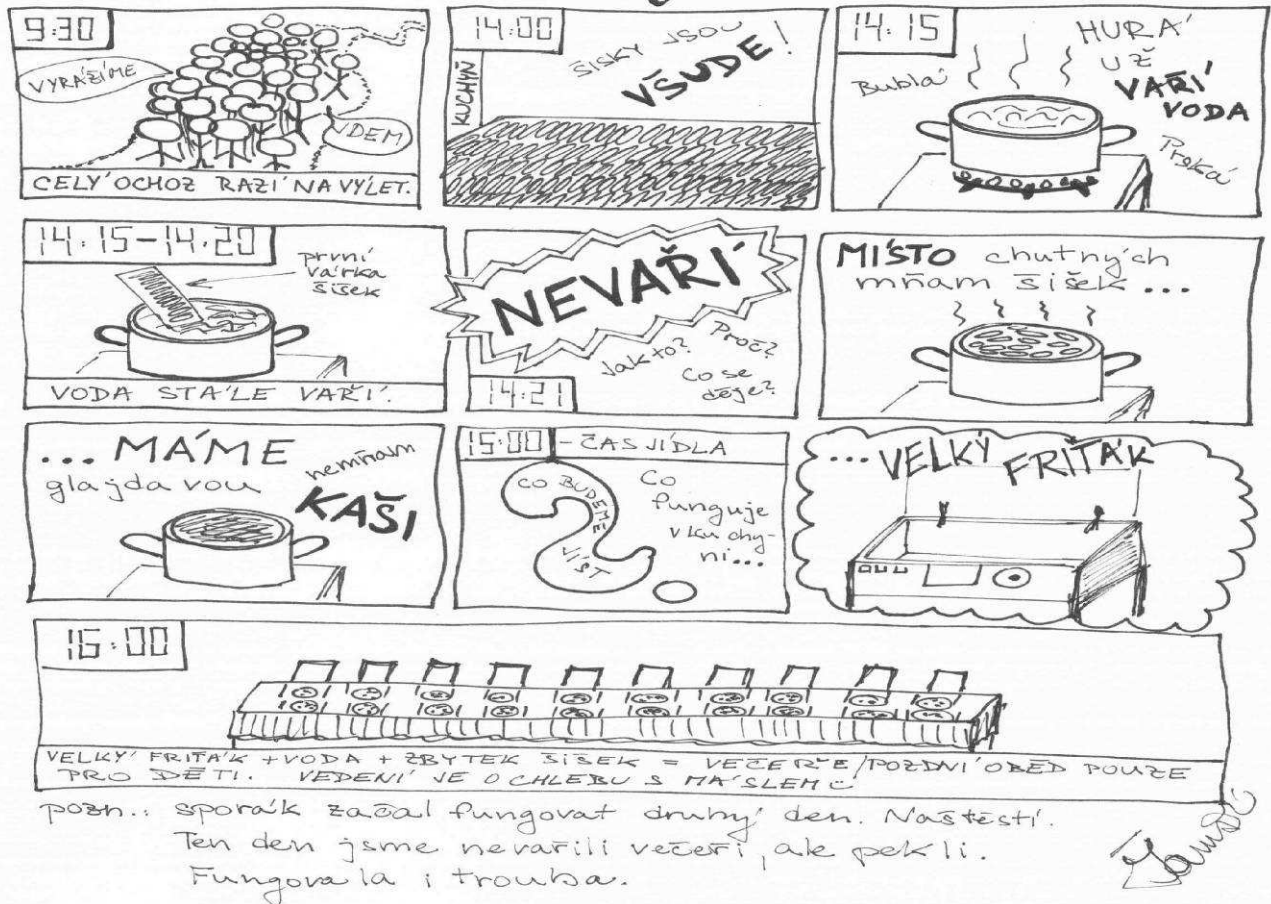 9:30
VYRÁŽÍME
JDEM
CELÝ OCHOZ RAZÍ NA VÝLET.
14:00
KUCHYŇ
ŠIŠKY JSOU
VŠUDE!
14:15
HURÁ
UŽ
VAŘÍ
VODA
Bublá
Prská
14:15-14:20
první
várka
šišek
VODA STÁLE VAŘÍ.
NEVAŘÍ
Jak to?
Proč?
Co se
děje?
14:21
MÍSTO chutných
mňam šišek...
...MÁME
glajdavou
nemňam
KAŠI
15:00 - ČAS JÍDLA
CO BUDEME
JÍST
Co
funguje
v kuchy-
ni...
...VELKÝ FRIŤÁK
16:00
VELKÝ FRIŤÁK + VODA + ZBYTEK ŠIŠEK = VEČEŘE/POZDNÍ OBĚD POUZE
PRO DĚTI. VEDENÍ JE O CHLEBU S MÁSLEM
pozn.: sporák začal fungovat druhý den. Naštěstí.
Ten den jsme nevařili večeři, ale pekli.
Fungovala i trouba.